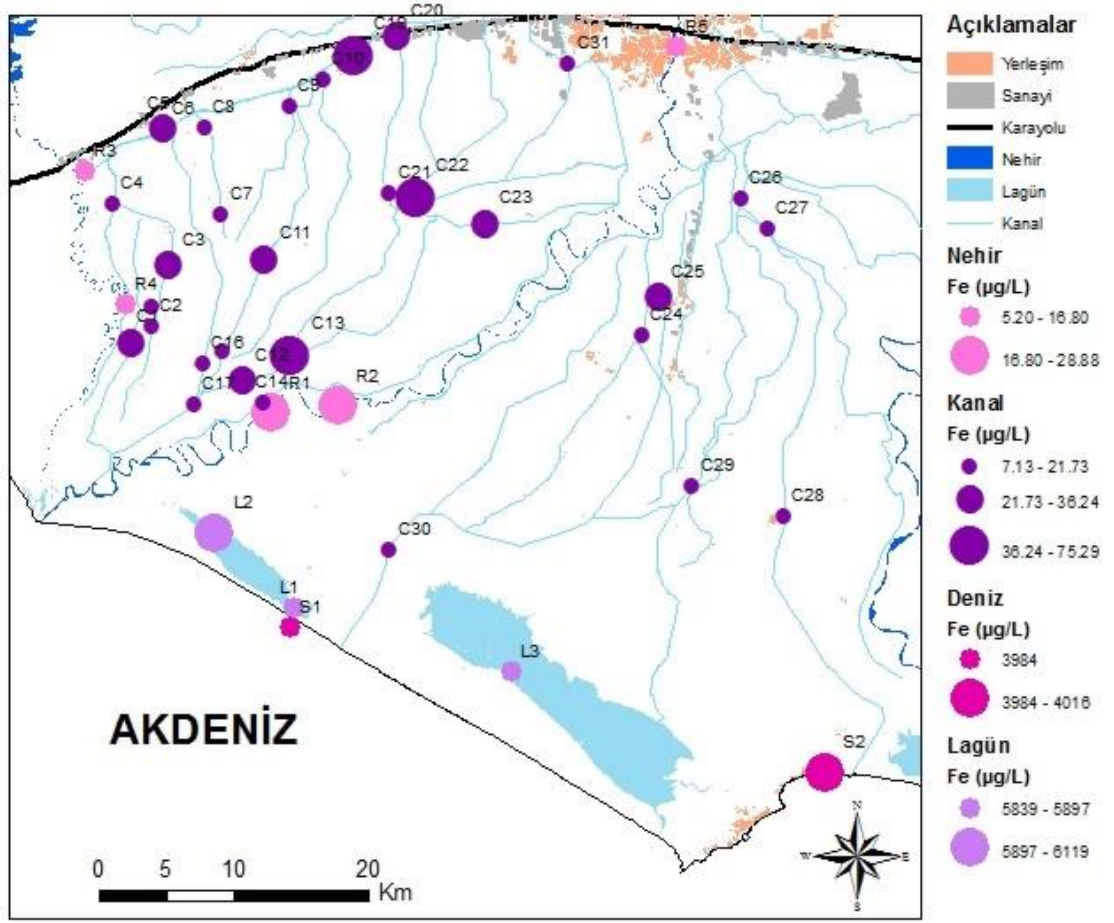 C20
C19
C31
R5
C10
C9
C5
C6
C8
R3
C4
C7
C21
C22
C23
C26
C27
C3
C11
R4
C2
C1
C25
C24
C13
C16
C12
C17
C14
R1
R2
C29
C28
L2
C30
L1
S1
L3
AKDENİZ
S2
N
W
E
S
0 5 10 20
Km
Açıklamalar
Yerleşim
Sanayi
Karayolu
Nehir
Lagün
Kanal
Nehir
Fe (µg/L)
5.20 - 16.80
16.80 - 28.88
Kanal
Fe (µg/L)
7.13 - 21.73
21.73 - 36.24
36.24 - 75.29
Deniz
Fe (µg/L)
3984
3984 - 4016
Lagün
Fe (µg/L)
5839 - 5897
5897 - 6119